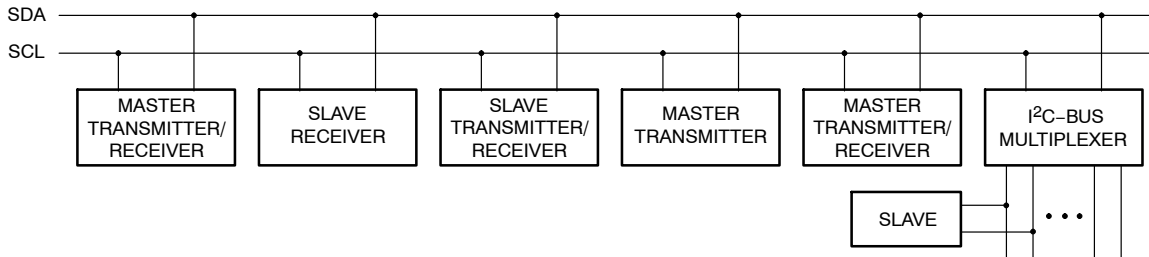 SDA
SCL
MASTER
TRANSMITTER/
RECEIVER
SLAVE
RECEIVER
SLAVE
TRANSMITTER/
RECEIVER
MASTER
TRANSMITTER
MASTER
TRANSMITTER/
RECEIVER
I²C–BUS
MULTIPLEXER
SLAVE